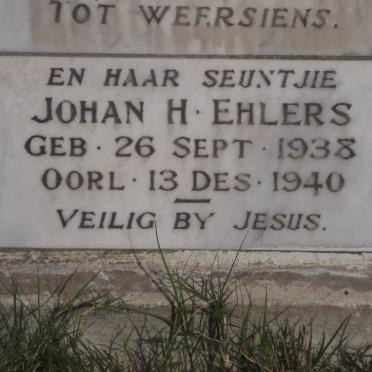 TOT WEERSIENS.
EN HAAR SEUNTJIE
JOHAN H · EHLERS
GEB · 26 SEPT · 1938
OORL · 13 DES · 1940
VEILIG BY JESUS.